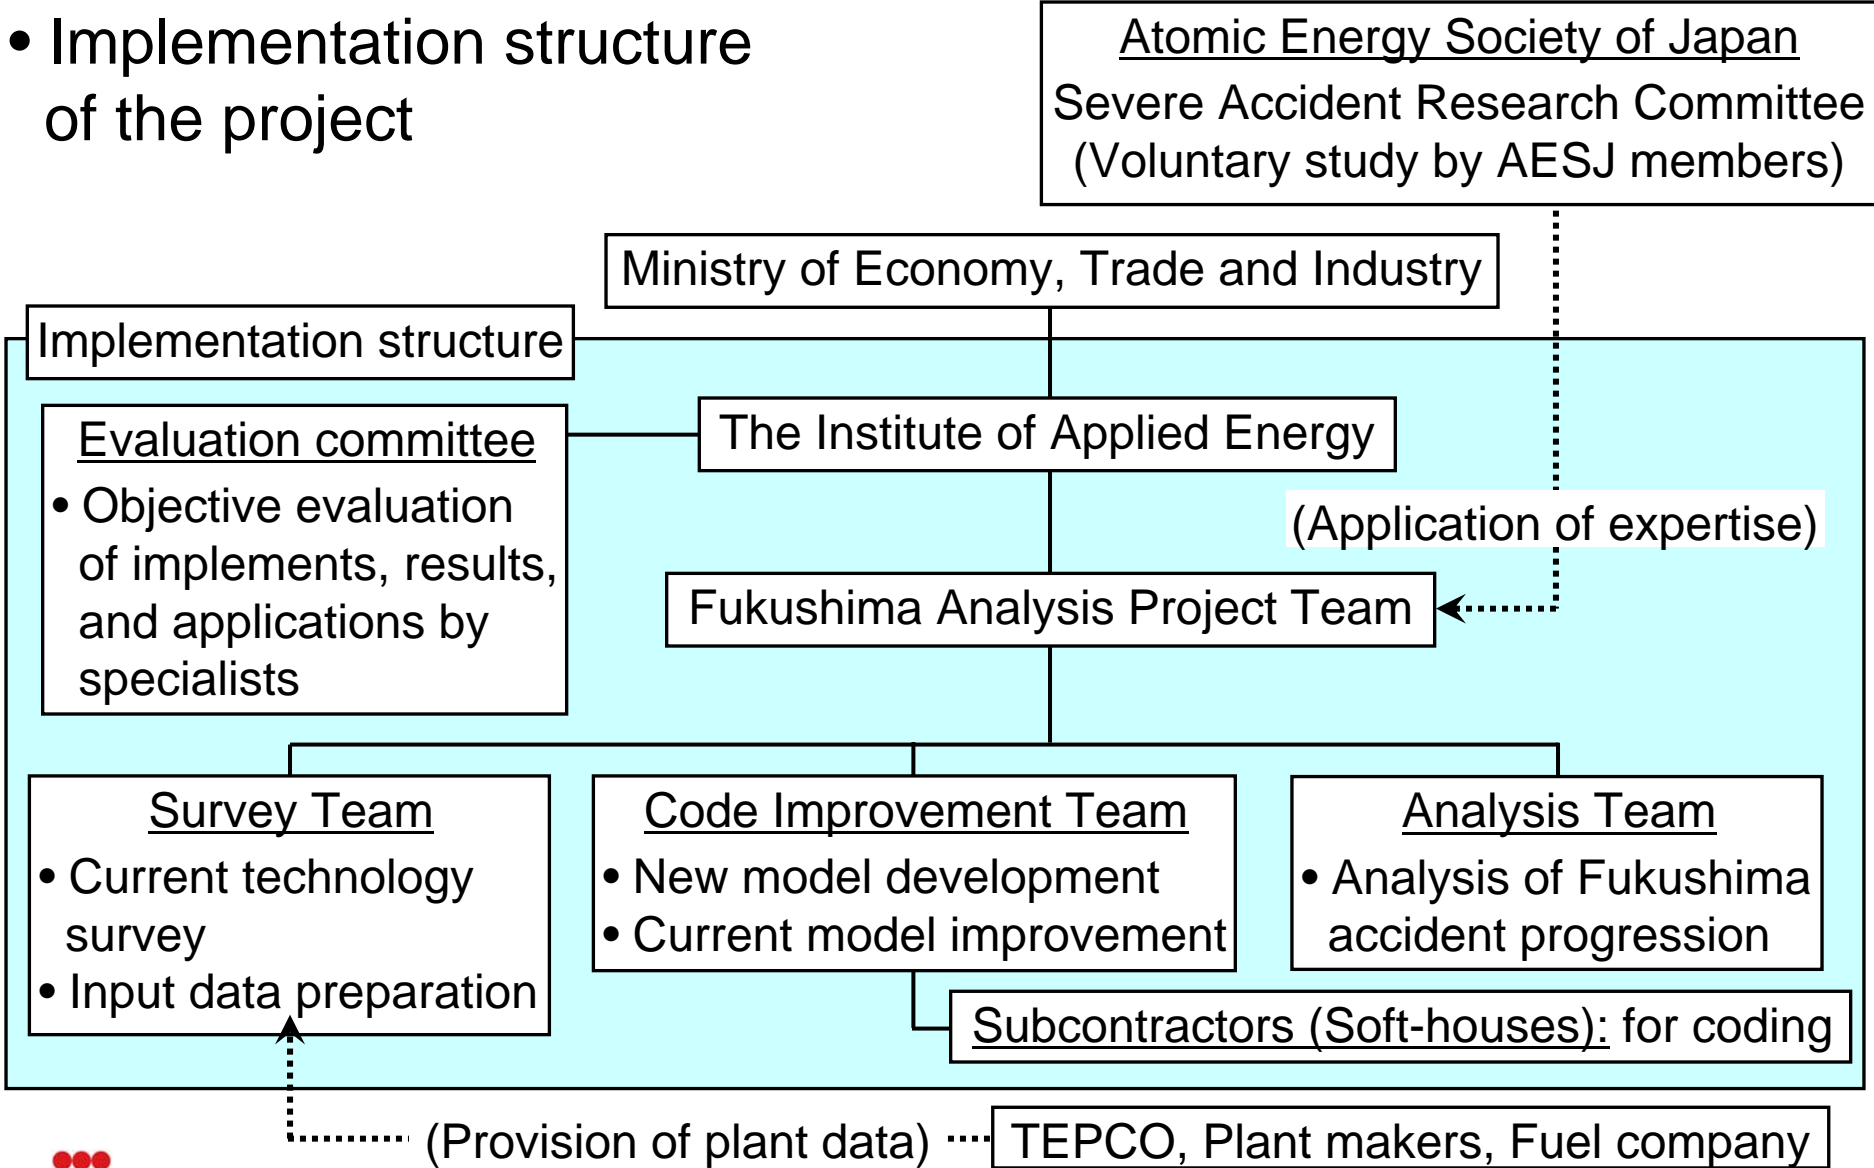 • Implementation structure
of the project
Atomic Energy Society of Japan
Severe Accident Research Committee
(Voluntary study by AESJ members)
Ministry of Economy, Trade and Industry
Implementation structure
Evaluation committee
• Objective evaluation
of implements, results,
and applications by
specialists
The Institute of Applied Energy
(Application of expertise)
Fukushima Analysis Project Team
Survey Team
• Current technology
survey
• Input data preparation
Code Improvement Team
• New model development
• Current model improvement
Analysis Team
• Analysis of Fukushima
accident progression
Subcontractors (Soft-houses): for coding
(Provision of plant data)
TEPCO, Plant makers, Fuel company